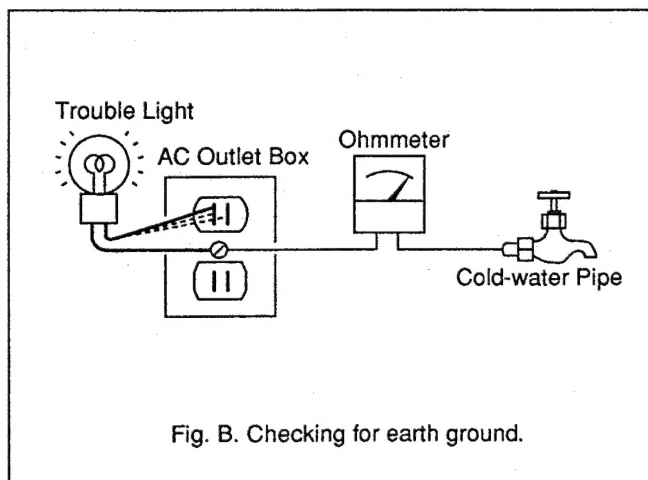 Trouble Light
AC Outlet Box
Ohmmeter
Cold-water Pipe
Fig. B. Checking for earth ground.